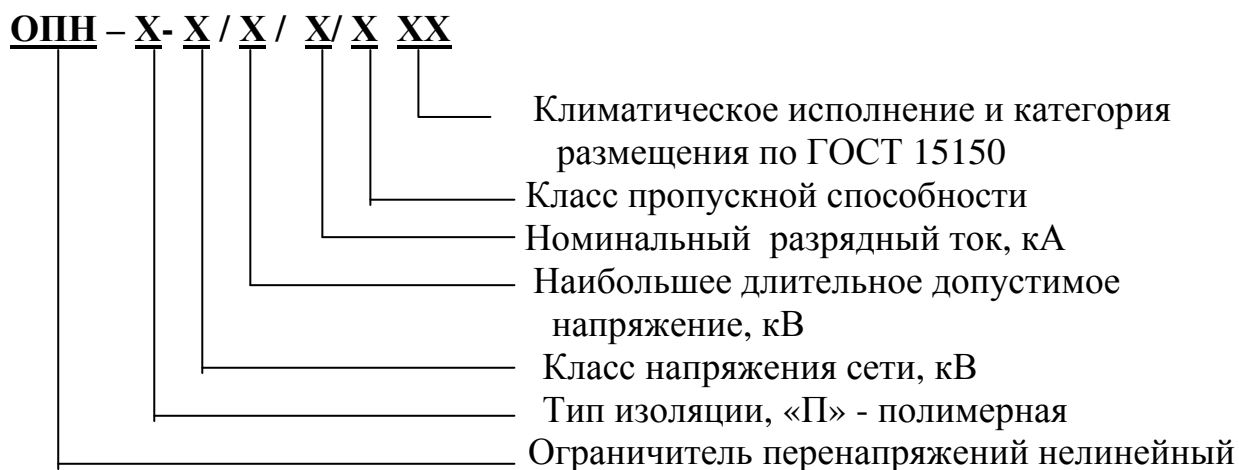 ОПН – Х- Х / Х / Х/ Х ХХ
Климатическое исполнение и категория
размещения по ГОСТ 15150
Класс пропускной способности
Номинальный разрядный ток, кА
Наибольшее длительное допустимое
напряжение, кВ
Класс напряжения сети, кВ
Тип изоляции, «П» - полимерная
Ограничитель перенапряжений нелинейный